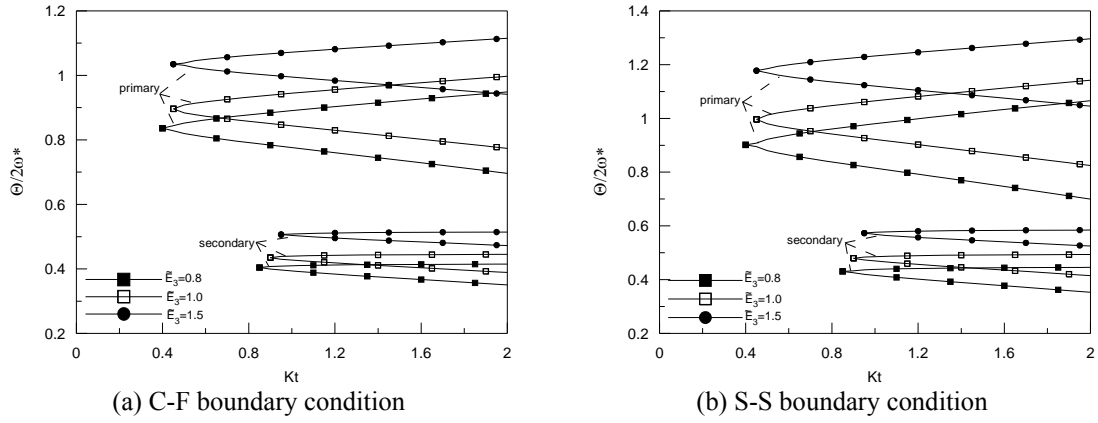 1.2
1
0.8
0.6
0.4
0.2
Θ/2ω*
primary
secondary
Ẽ₃=0.8
Ẽ₃=1.0
Ẽ₃=1.5
0 0.4 0.8 1.2 1.6 2
Kt
(a) C-F boundary condition
1.4
1.2
1
0.8
0.6
0.4
0.2
Θ/2ω*
primary
secondary
Ẽ₃=0.8
Ẽ₃=1.0
Ẽ₃=1.5
0 0.4 0.8 1.2 1.6 2
Kt
(b) S-S boundary condition